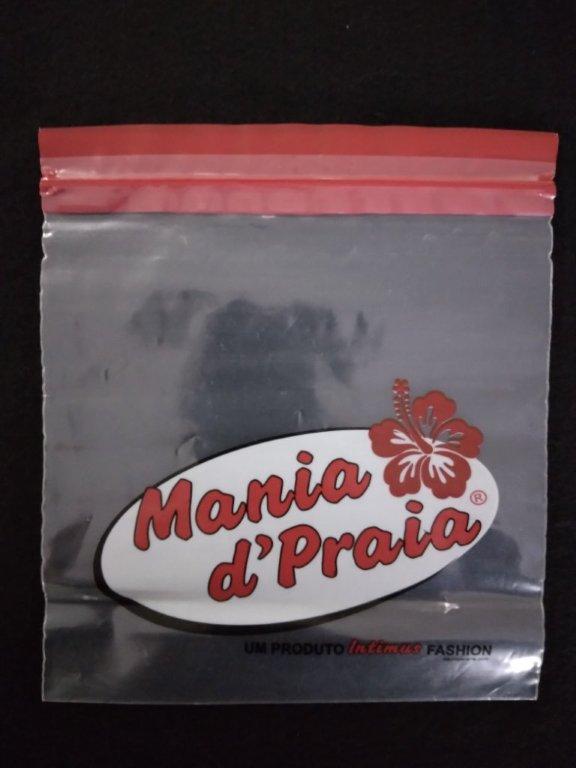 Mania
d'Praia
®
UM PRODUTO Intimus FASHION